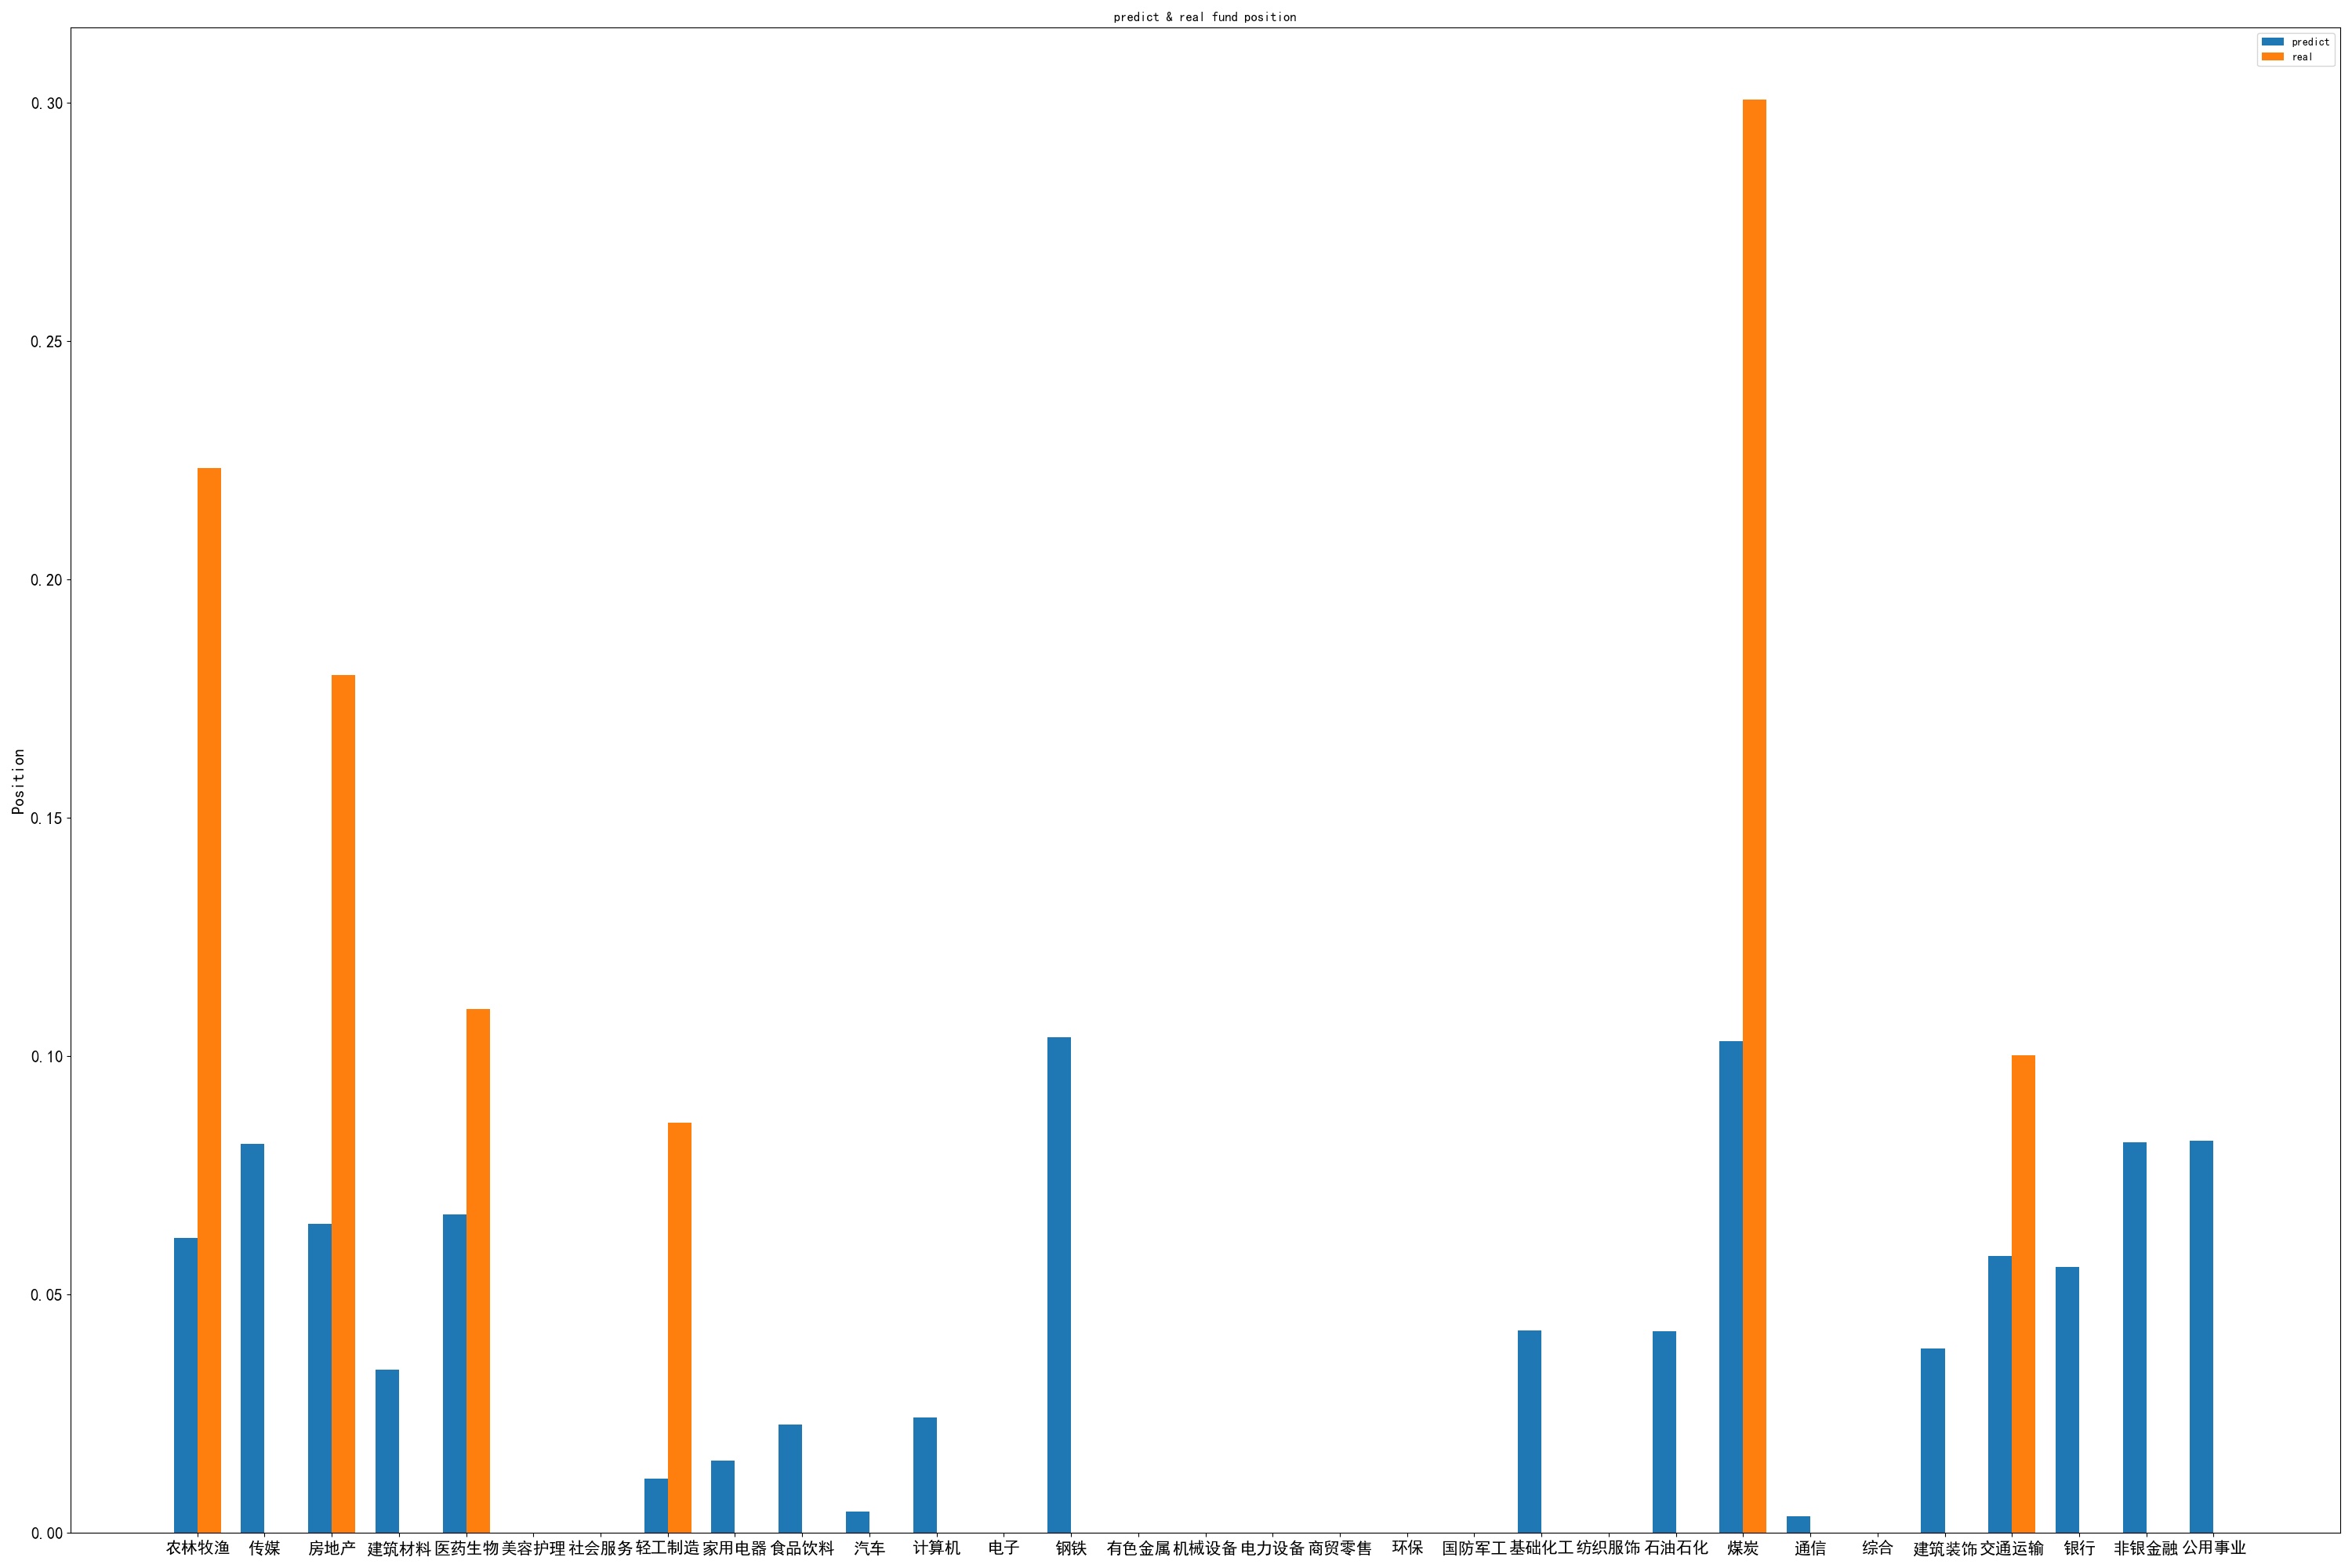 predict & real fund position
predict
real
0.30
0.25
0.20
0.15
0.10
0.05
0.00
Position
农林牧渔 传媒 房地产 建筑材料 医药生物 美容护理 社会服务 轻工制造 家用电器 食品饮料 汽车 计算机 电子 钢铁 有色金属 机械设备 电力设备 商贸零售 环保 国防军工 基础化工 纺织服饰 石油石化 煤炭 通信 综合 建筑装饰 交通运输 银行 非银金融 公用事业